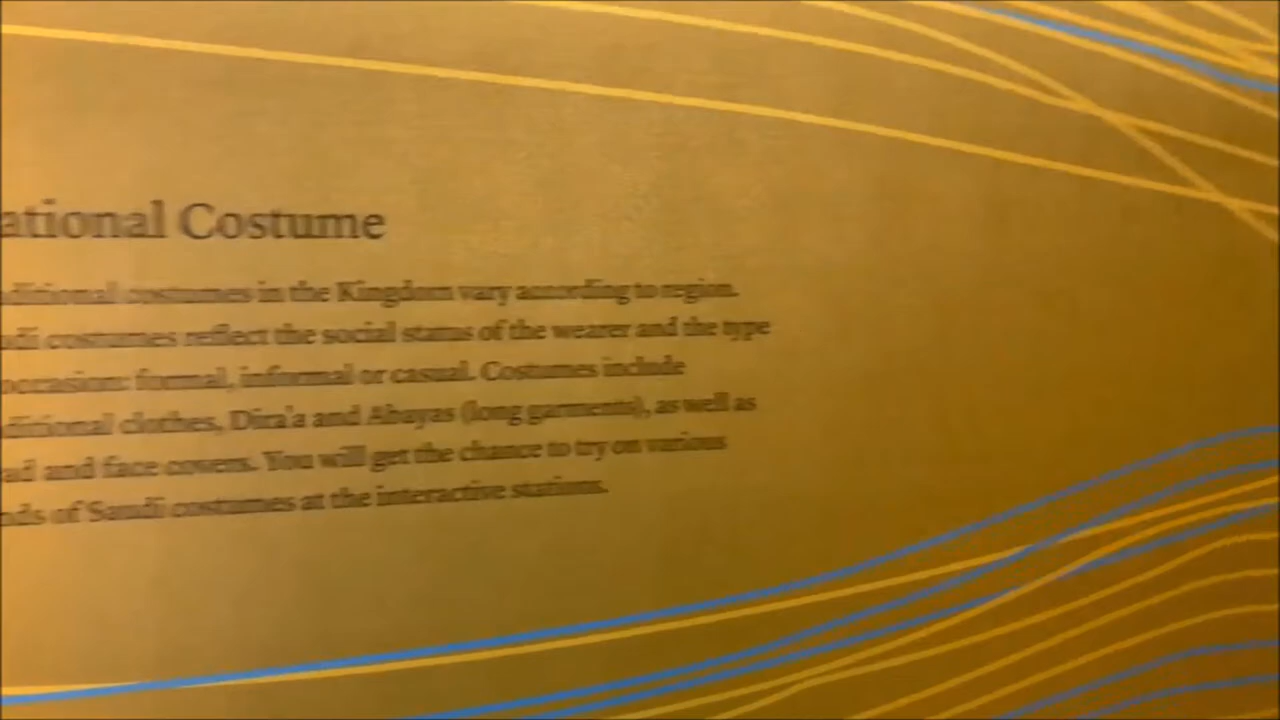 ational Costume
ditional costumes in the Kingdom vary according to region.
di costumes reflect the social status of the wearer and the type
occasion: formal, informal or casual. Costumes include
ditional clothes, Dira'a and Abayas (long garments), as well as
ad and face covers. You will get the chance to try on various
nds of Saudi costumes at the interactive stations.